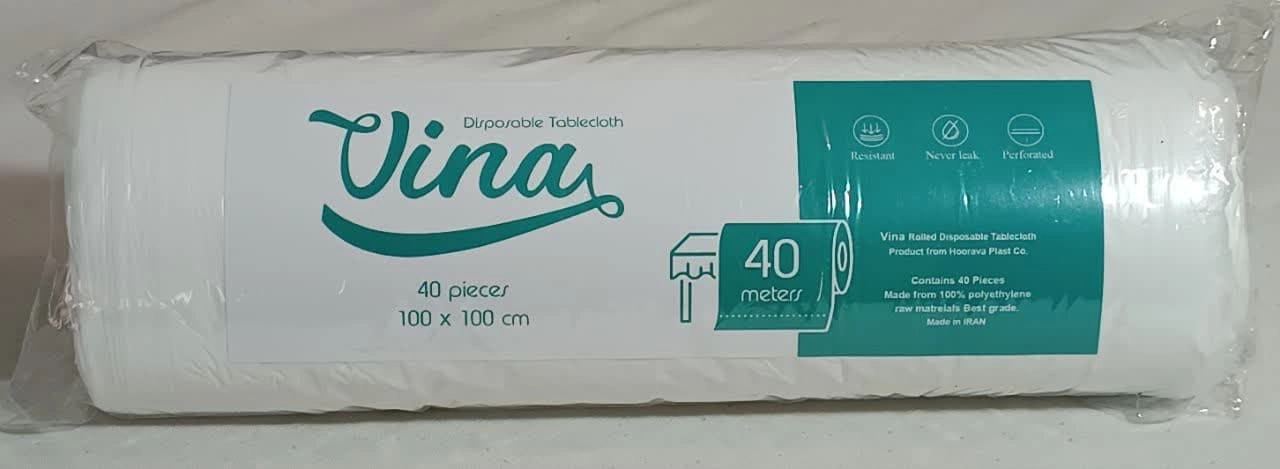 Disposable Tablecloth
Vina
40 pieces
100 x 100 cm
40
meters
Resistant
Never leak
Perforated
Vina Rolled Disposable Tablecloth
Product from Hoorava Plast Co.
Contains 40 Pieces
Made from 100% polyethylene
raw matreials Best grade.
Made in IRAN